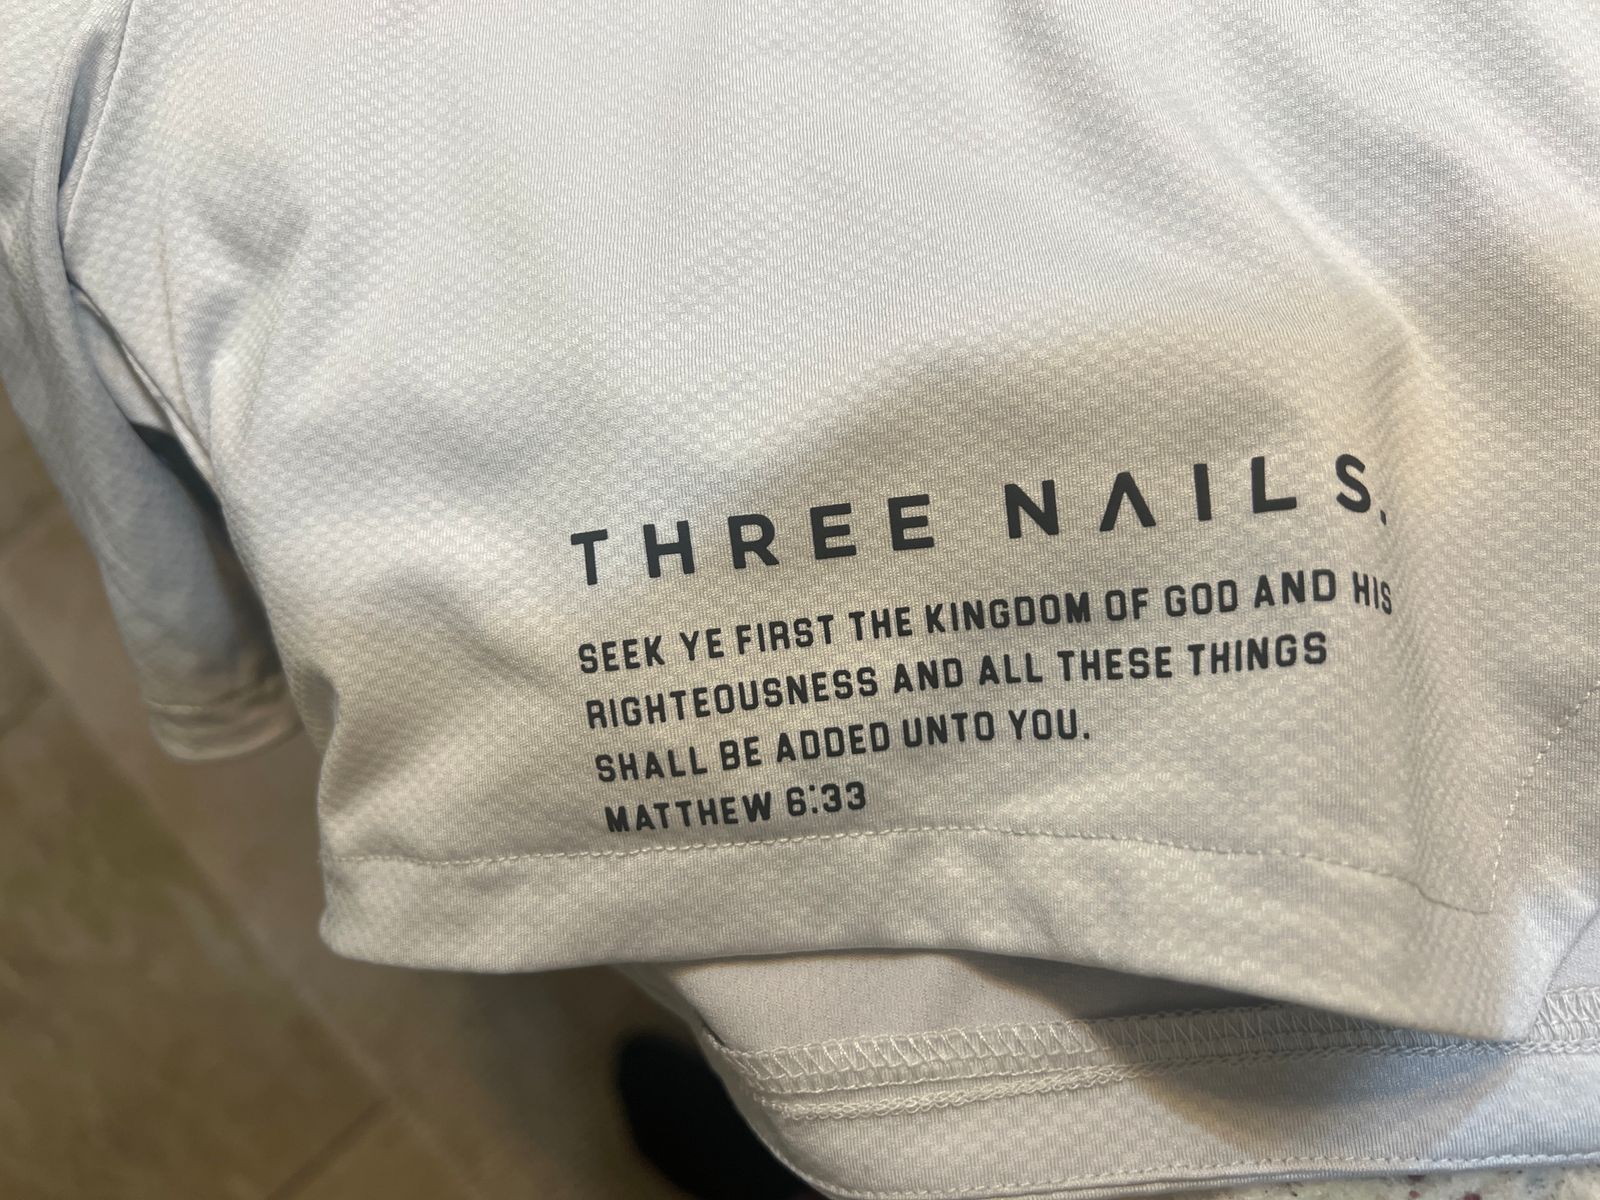 THREE NAILS.
SEEK YE FIRST THE KINGDOM OF GOD AND HIS
RIGHTEOUSNESS AND ALL THESE THINGS
SHALL BE ADDED UNTO YOU.
MATTHEW 6:33